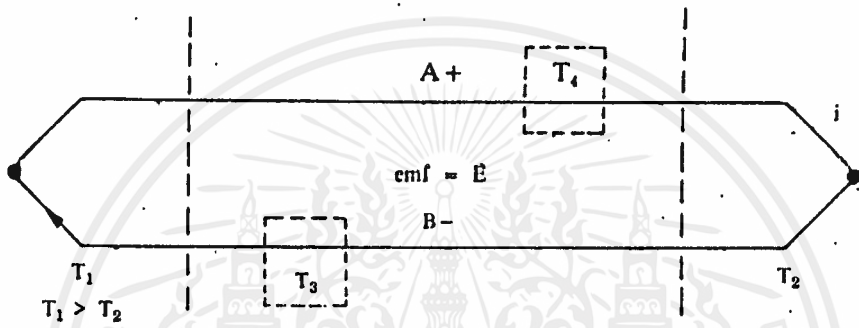 A+
T₄
i
emf = E
B-
T₃
T₁
T₂
T₁ > T₂